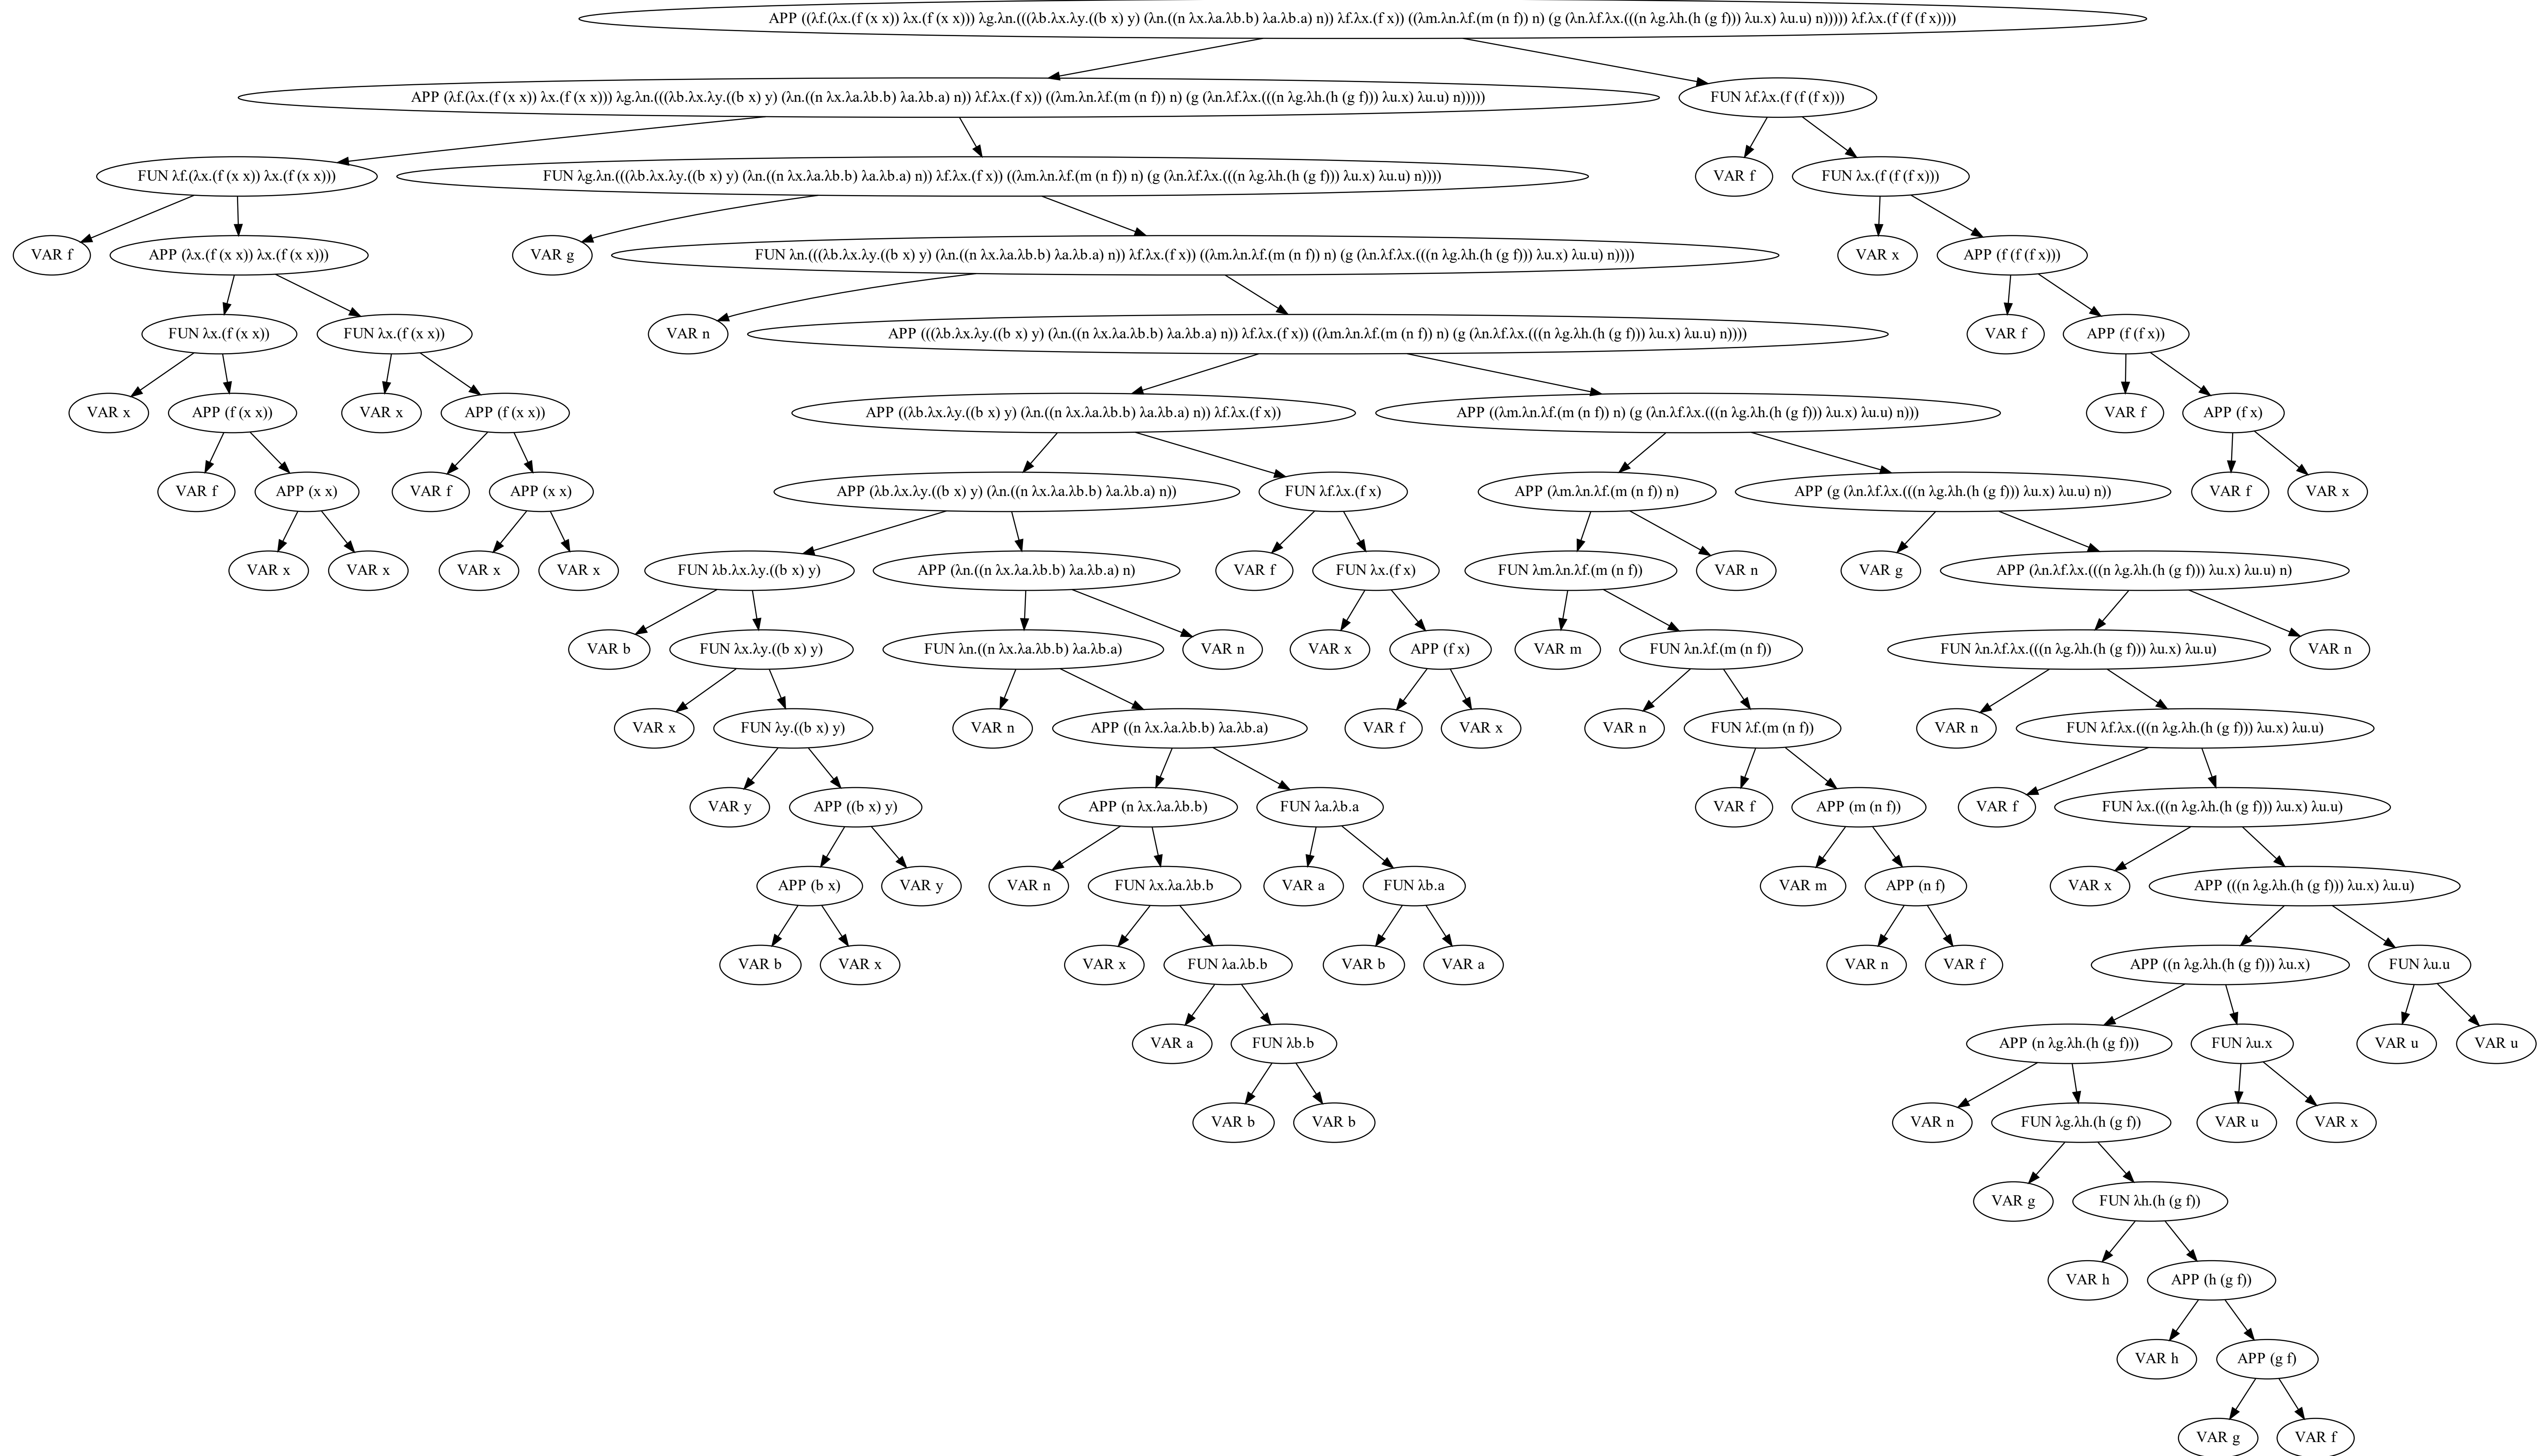 APP ((λf.(λx.(f (x x)) λx.(f (x x))) λg.λn.(((λb.λx.λy.((b x) y) (λn.((n λx.λa.λb.b) λa.λb.a) n)) λf.λx.(f x)) ((λm.λn.λf.(m (n f)) n) (g (λn.λf.λx.(((n λg.λh.(h (g f))) λu.x) λu.u) n))))) λf.λx.(f (f (f x))))
APP (λf.(λx.(f (x x)) λx.(f (x x))) λg.λn.(((λb.λx.λy.((b x) y) (λn.((n λx.λa.λb.b) λa.λb.a) n)) λf.λx.(f x)) ((λm.λn.λf.(m (n f)) n) (g (λn.λf.λx.(((n λg.λh.(h (g f))) λu.x) λu.u) n)))))
FUN λf.λx.(f (f (f x)))
FUN λf.(λx.(f (x x)) λx.(f (x x)))
FUN λg.λn.(((λb.λx.λy.((b x) y) (λn.((n λx.λa.λb.b) λa.λb.a) n)) λf.λx.(f x)) ((λm.λn.λf.(m (n f)) n) (g (λn.λf.λx.(((n λg.λh.(h (g f))) λu.x) λu.u) n))))
VAR f
FUN λx.(f (f (f x)))
VAR f
APP (λx.(f (x x)) λx.(f (x x)))
VAR g
FUN λn.(((λb.λx.λy.((b x) y) (λn.((n λx.λa.λb.b) λa.λb.a) n)) λf.λx.(f x)) ((λm.λn.λf.(m (n f)) n) (g (λn.λf.λx.(((n λg.λh.(h (g f))) λu.x) λu.u) n))))
VAR x
APP (f (f (f x)))
FUN λx.(f (x x))
FUN λx.(f (x x))
VAR n
APP (((λb.λx.λy.((b x) y) (λn.((n λx.λa.λb.b) λa.λb.a) n)) λf.λx.(f x)) ((λm.λn.λf.(m (n f)) n) (g (λn.λf.λx.(((n λg.λh.(h (g f))) λu.x) λu.u) n))))
VAR f
APP (f (f x))
VAR x
APP (f (x x))
VAR x
APP (f (x x))
APP ((λb.λx.λy.((b x) y) (λn.((n λx.λa.λb.b) λa.λb.a) n)) λf.λx.(f x))
APP ((λm.λn.λf.(m (n f)) n) (g (λn.λf.λx.(((n λg.λh.(h (g f))) λu.x) λu.u) n)))
VAR f
APP (f x)
VAR f
APP (x x)
VAR f
APP (x x)
APP (λb.λx.λy.((b x) y) (λn.((n λx.λa.λb.b) λa.λb.a) n))
FUN λf.λx.(f x)
APP (λm.λn.λf.(m (n f)) n)
APP (g (λn.λf.λx.(((n λg.λh.(h (g f))) λu.x) λu.u) n))
VAR f
VAR x
VAR x
VAR x
VAR x
VAR x
FUN λb.λx.λy.((b x) y)
APP (λn.((n λx.λa.λb.b) λa.λb.a) n)
VAR f
FUN λx.(f x)
FUN λm.λn.λf.(m (n f))
VAR n
VAR g
APP (λn.λf.λx.(((n λg.λh.(h (g f))) λu.x) λu.u) n)
VAR b
FUN λx.λy.((b x) y)
FUN λn.((n λx.λa.λb.b) λa.λb.a)
VAR n
VAR x
APP (f x)
VAR m
FUN λn.λf.(m (n f))
FUN λn.λf.λx.(((n λg.λh.(h (g f))) λu.x) λu.u)
VAR n
VAR x
FUN λy.((b x) y)
VAR n
APP ((n λx.λa.λb.b) λa.λb.a)
VAR f
VAR x
VAR n
FUN λf.(m (n f))
VAR n
FUN λf.λx.(((n λg.λh.(h (g f))) λu.x) λu.u)
VAR y
APP ((b x) y)
APP (n λx.λa.λb.b)
FUN λa.λb.a
VAR f
APP (m (n f))
VAR f
FUN λx.(((n λg.λh.(h (g f))) λu.x) λu.u)
APP (b x)
VAR y
VAR n
FUN λx.λa.λb.b
VAR a
FUN λb.a
VAR m
APP (n f)
VAR x
APP (((n λg.λh.(h (g f))) λu.x) λu.u)
VAR b
VAR x
VAR x
FUN λa.λb.b
VAR b
VAR a
VAR n
VAR f
APP ((n λg.λh.(h (g f))) λu.x)
FUN λu.u
VAR a
FUN λb.b
APP (n λg.λh.(h (g f)))
FUN λu.x
VAR u
VAR u
VAR b
VAR b
VAR n
FUN λg.λh.(h (g f))
VAR u
VAR x
VAR g
FUN λh.(h (g f))
VAR h
APP (h (g f))
VAR h
APP (g f)
VAR g
VAR f